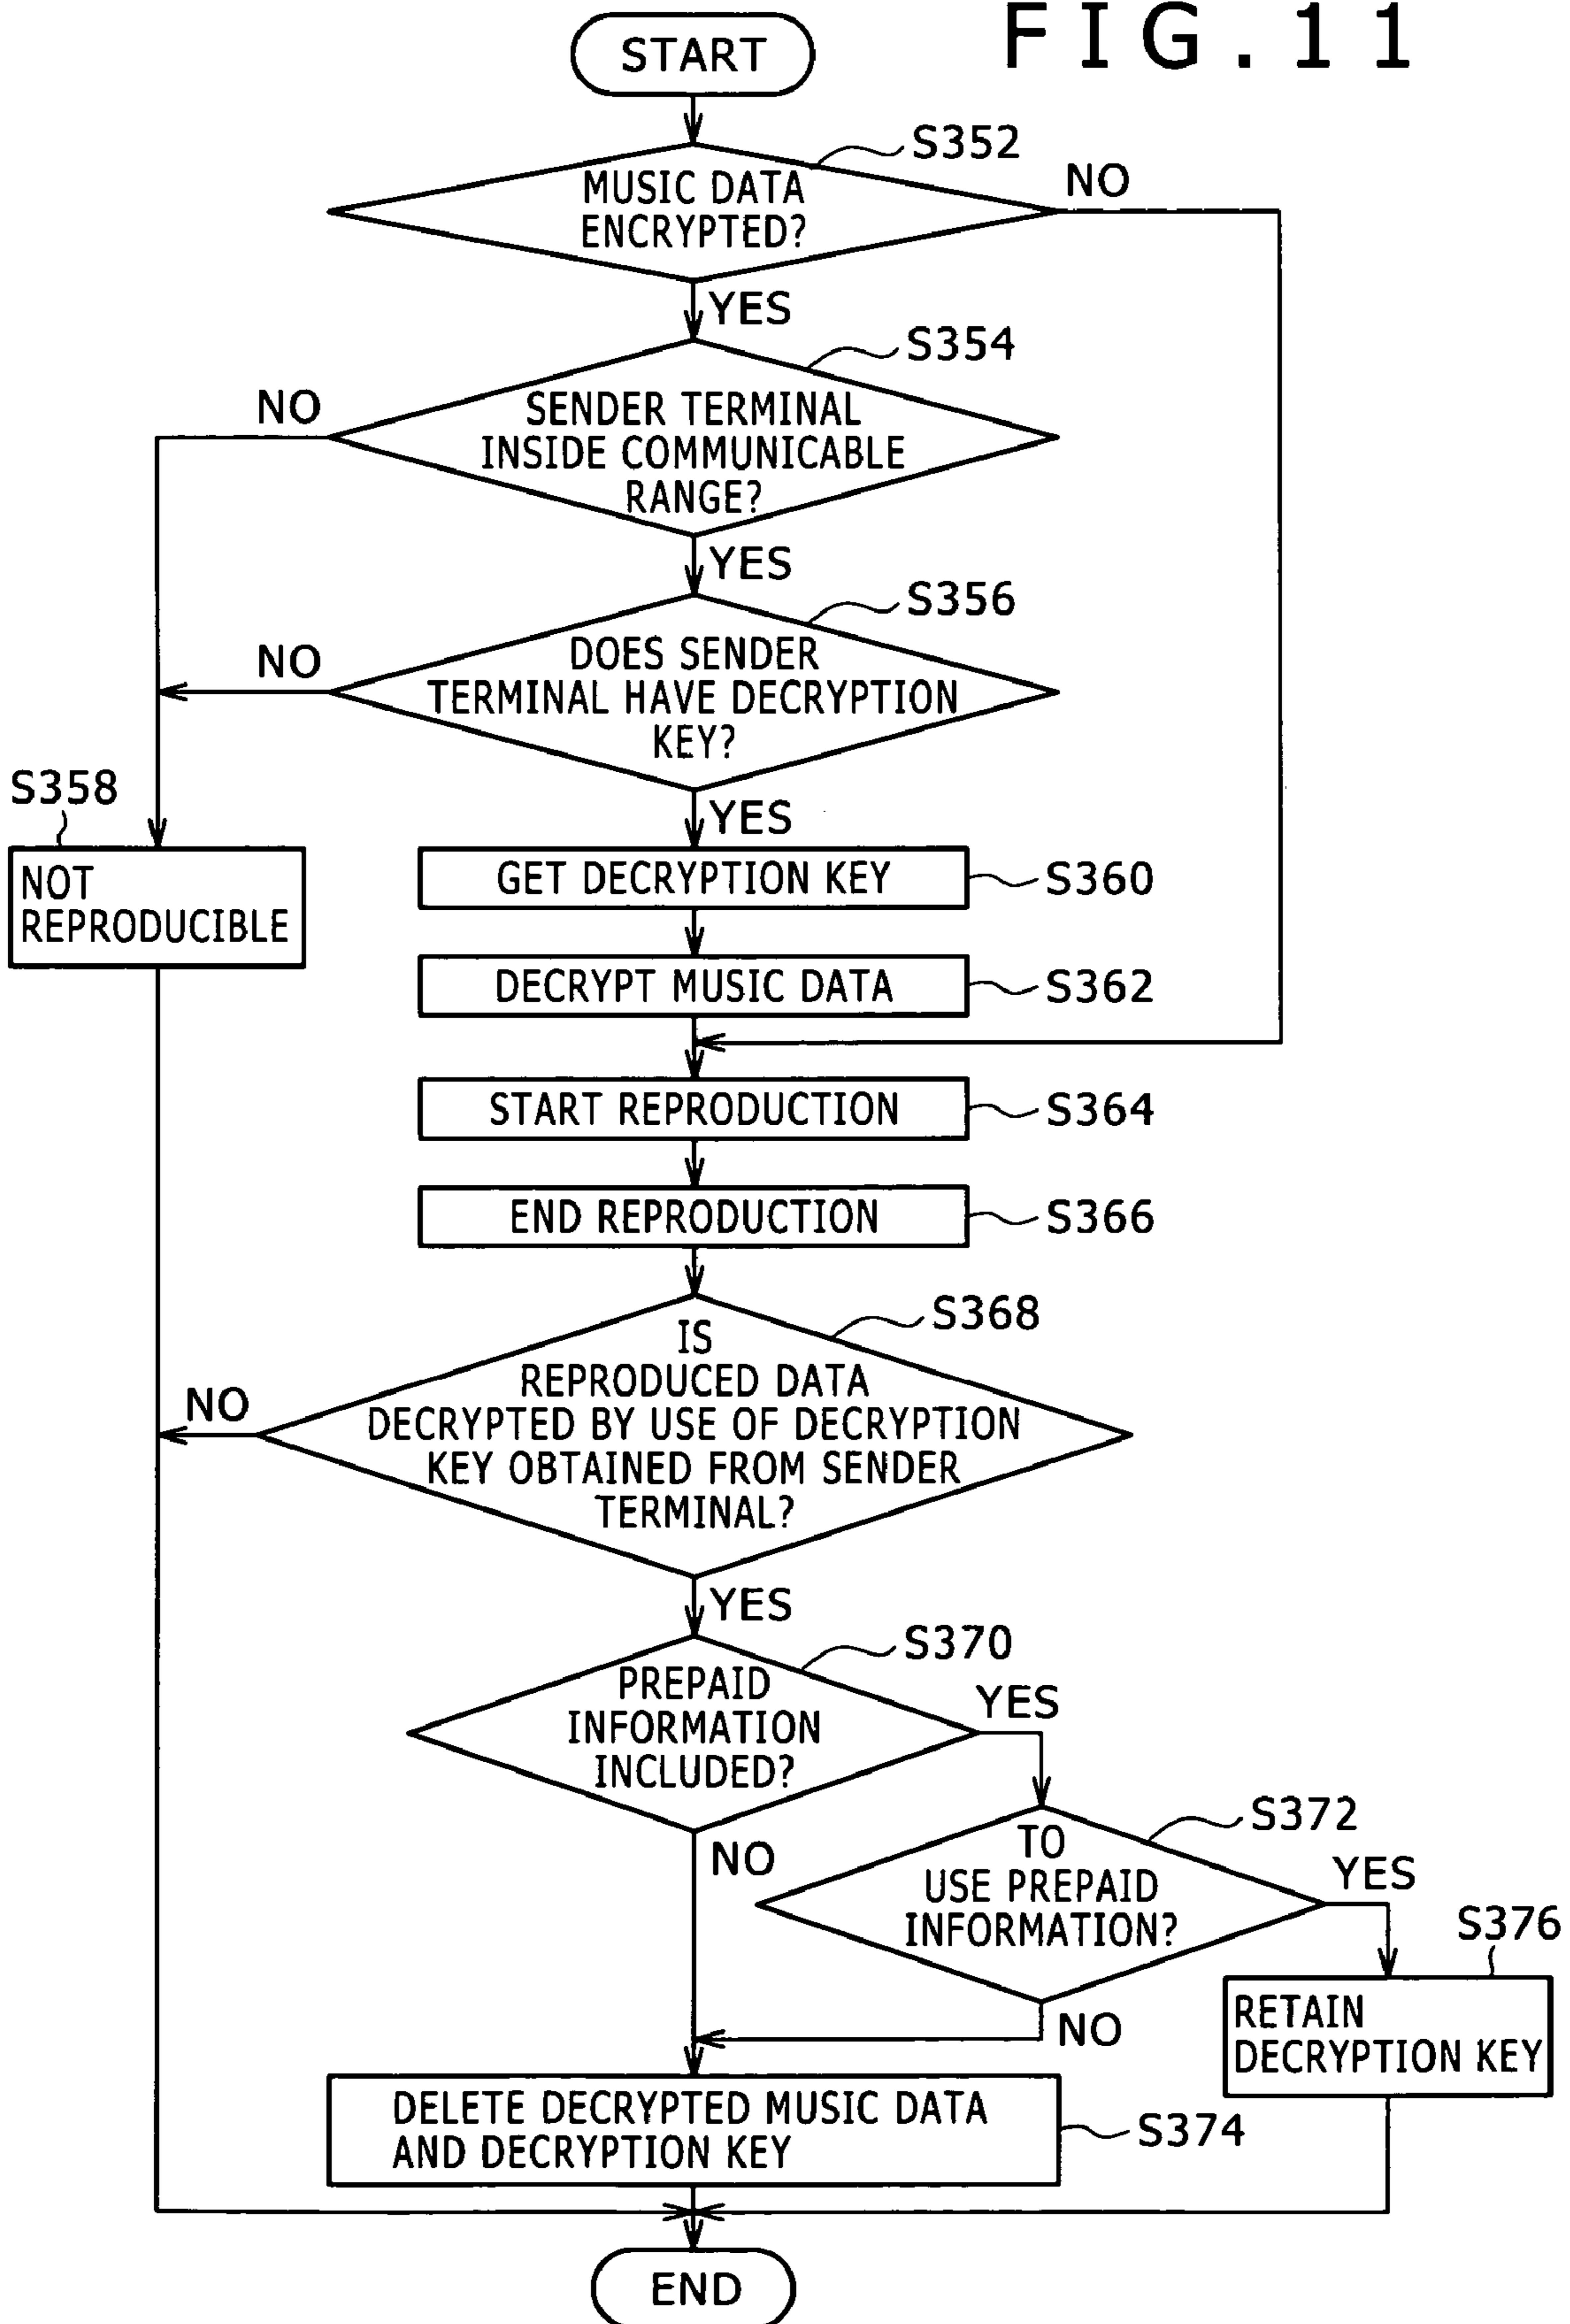 FIG.11
START
S352
MUSIC DATA
ENCRYPTED?
NO
YES
S354
SENDER TERMINAL
INSIDE COMMUNICABLE
RANGE?
NO
YES
S356
DOES SENDER
TERMINAL HAVE DECRYPTION
KEY?
NO
YES
S358
NOT
REPRODUCIBLE
GET DECRYPTION KEY
S360
DECRYPT MUSIC DATA
S362
START REPRODUCTION
S364
END REPRODUCTION
S366
S368
IS
REPRODUCED DATA
DECRYPTED BY USE OF DECRYPTION
KEY OBTAINED FROM SENDER
TERMINAL?
NO
YES
S370
PREPAID
INFORMATION
INCLUDED?
YES
NO
S372
TO
USE PREPAID
INFORMATION?
YES
NO
S376
RETAIN
DECRYPTION KEY
DELETE DECRYPTED MUSIC DATA
AND DECRYPTION KEY
S374
END